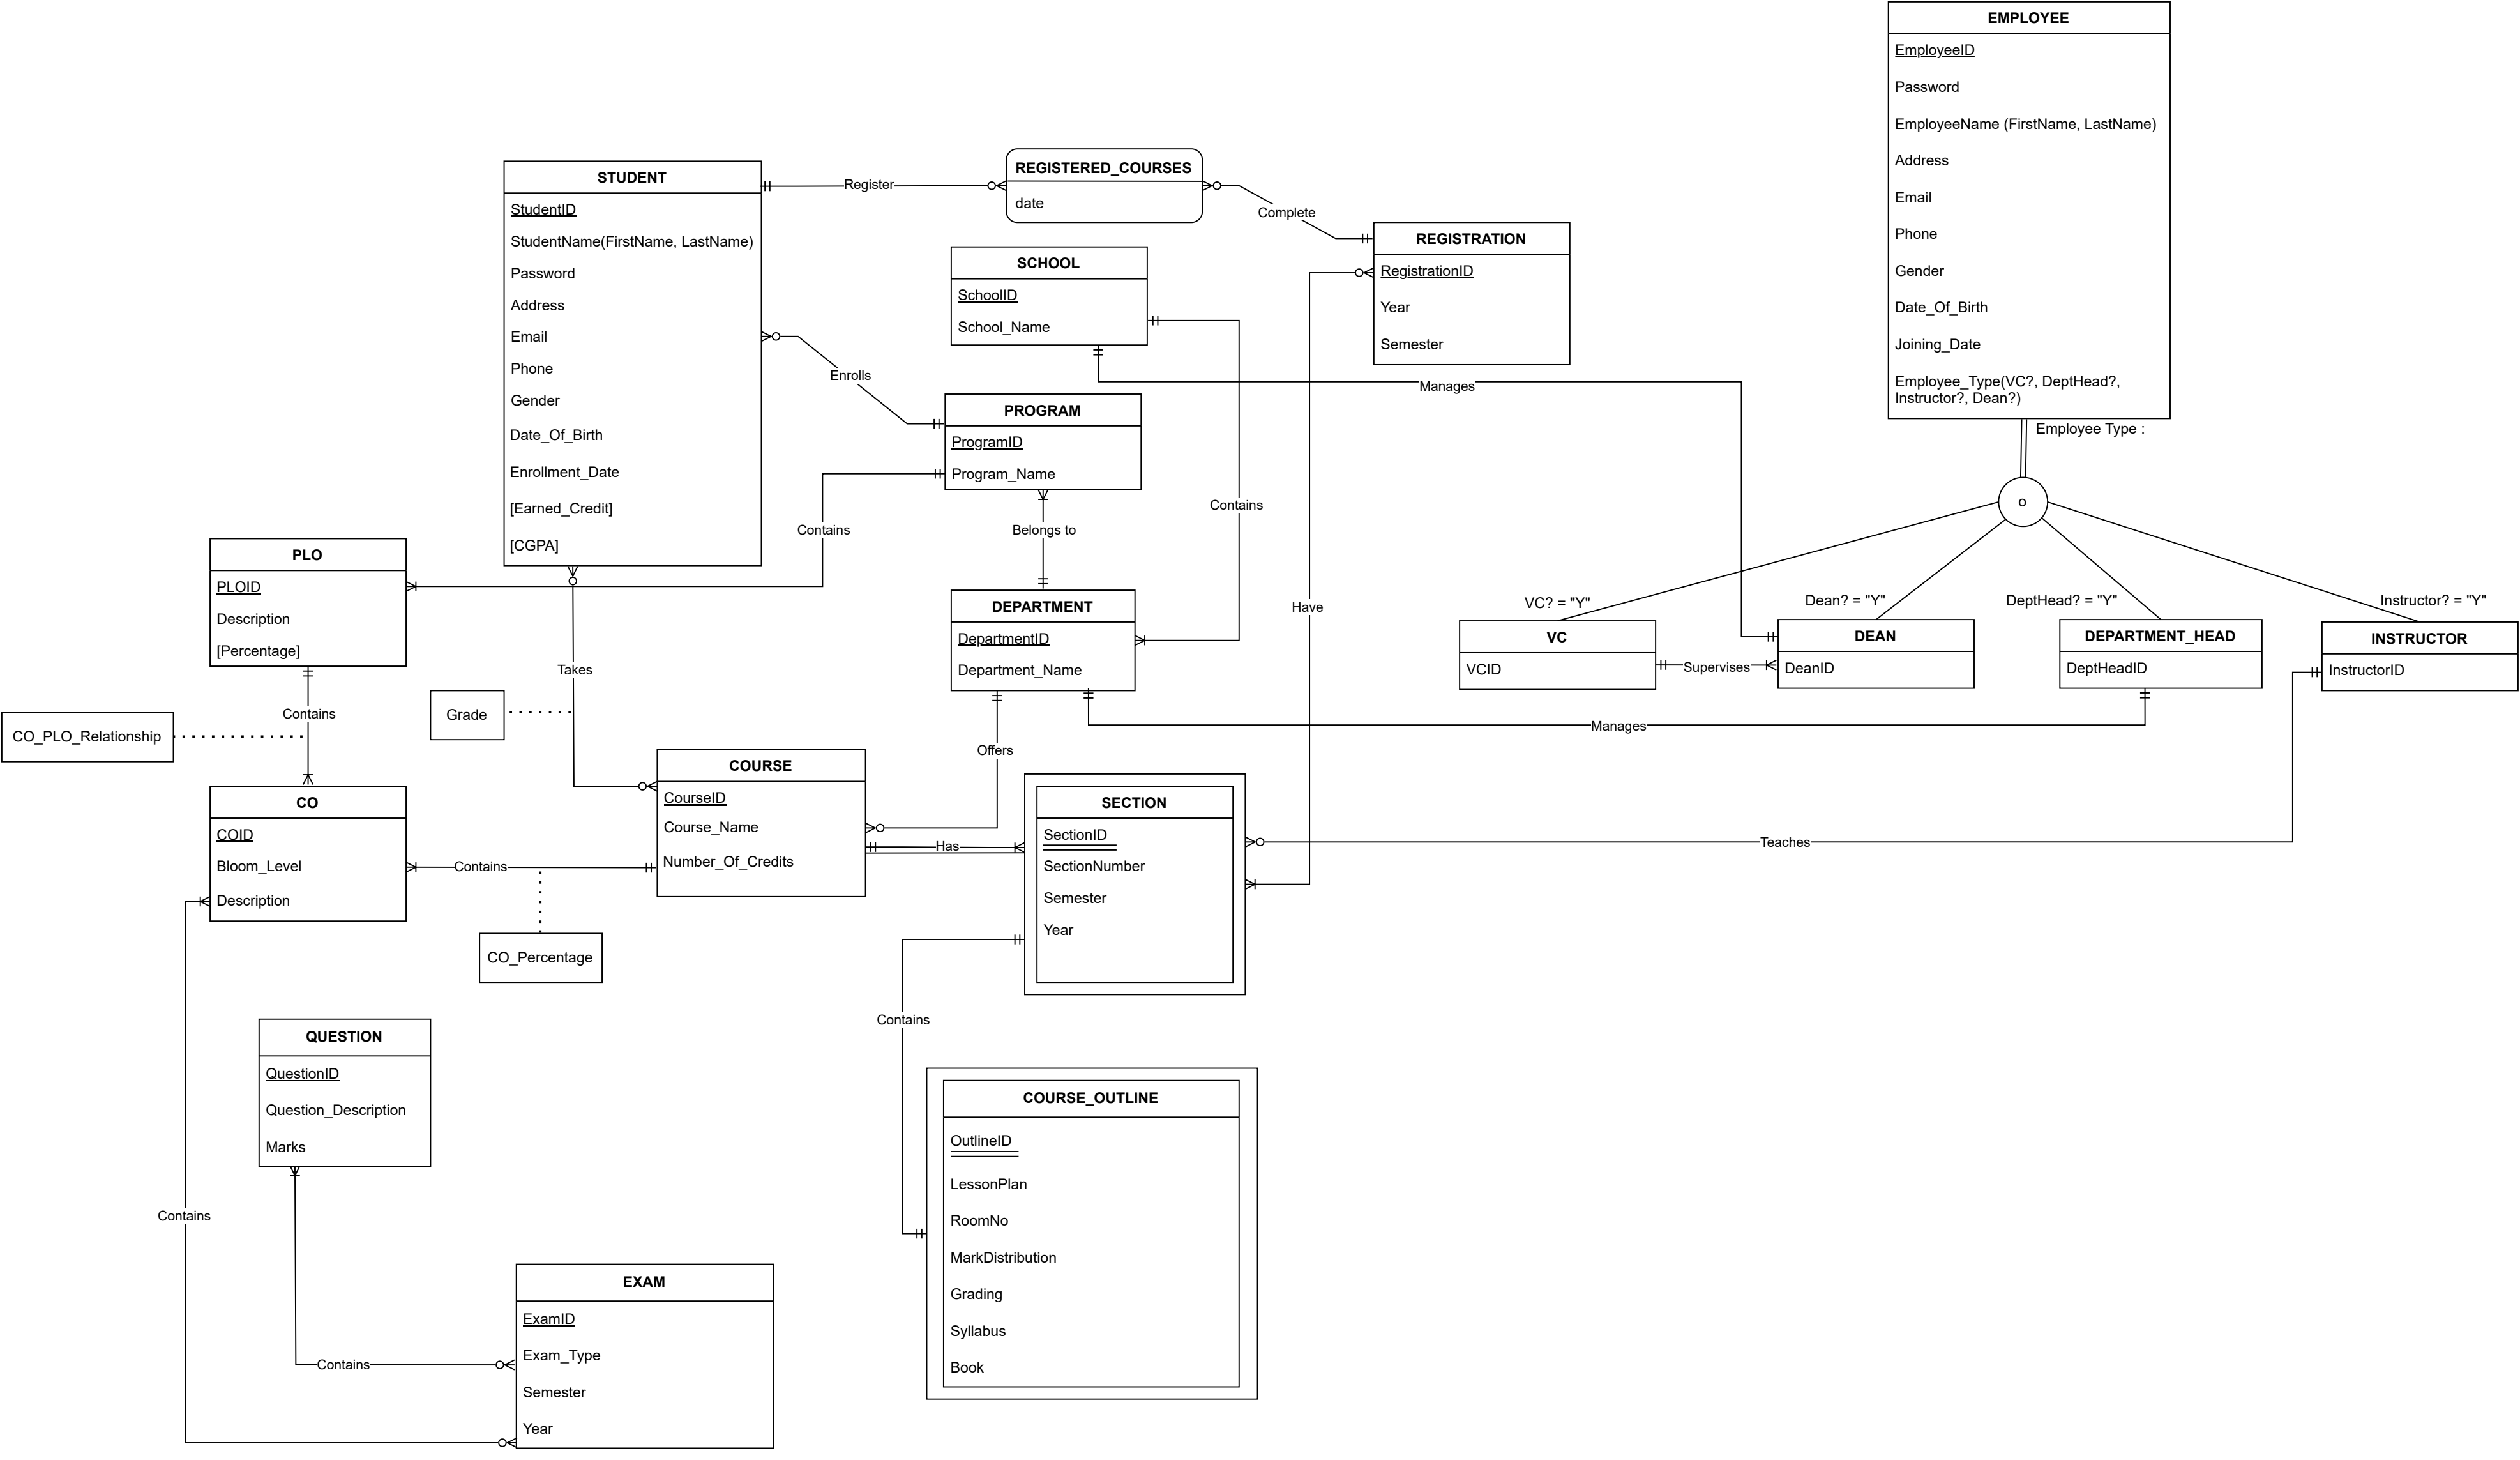 EMPLOYEE
EmployeeID
Password
EmployeeName (FirstName, LastName)
Address
Email
Phone
Gender
Date_Of_Birth
Joining_Date
Employee_Type(VC?, DeptHead?,
Instructor?, Dean?)
Employee Type :
o
STUDENT
StudentID
StudentName(FirstName, LastName)
Password
Address
Email
Phone
Gender
Date_Of_Birth
Enrollment_Date
[Earned_Credit]
[CGPA]
Register
REGISTERED_COURSES
date
Complete
REGISTRATION
RegistrationID
Year
Semester
SCHOOL
SchoolID
School_Name
Manages
Enrolls
PROGRAM
ProgramID
Program_Name
Contains
Contains
Belongs to
PLO
PLOID
Description
[Percentage]
DEPARTMENT
DepartmentID
Department_Name
Have
VC? = "Y"
Dean? = "Y"
DeptHead? = "Y"
Instructor? = "Y"
VC
VCID
Supervises
DEAN
DeanID
DEPARTMENT_HEAD
DeptHeadID
INSTRUCTOR
InstructorID
Takes
Contains
Grade
CO_PLO_Relationship
Manages
Offers
CO
COID
Bloom_Level
Description
Contains
COURSE
CourseID
Course_Name
Number_Of_Credits
Has
SECTION
SectionID
SectionNumber
Semester
Year
Teaches
CO_Percentage
Contains
QUESTION
QuestionID
Question_Description
Marks
COURSE_OUTLINE
OutlineID
LessonPlan
RoomNo
MarkDistribution
Grading
Syllabus
Book
Contains
Contains
EXAM
ExamID
Exam_Type
Semester
Year